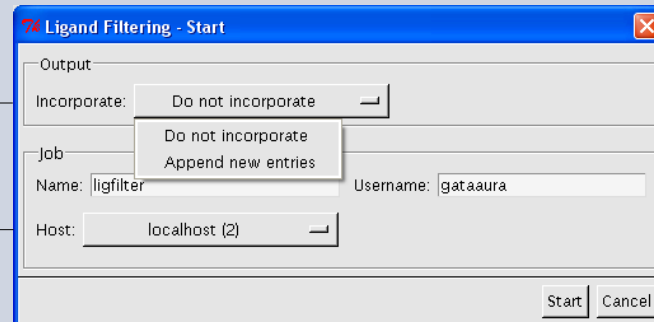 Ligand Filtering - Start
Output
Incorporate: Do not incorporate
Do not incorporate
Append new entries
Job
Name: ligfilter Username: gataaura
Host: localhost (2)
Start Cancel